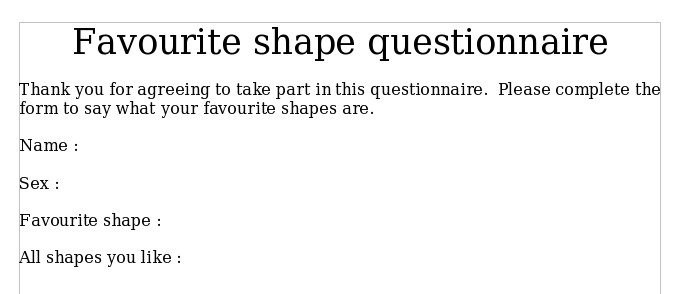 Favourite shape questionnaire
Thank you for agreeing to take part in this questionnaire.  Please complete the
form to say what your favourite shapes are.
Name :
Sex :
Favourite shape :
All shapes you like :